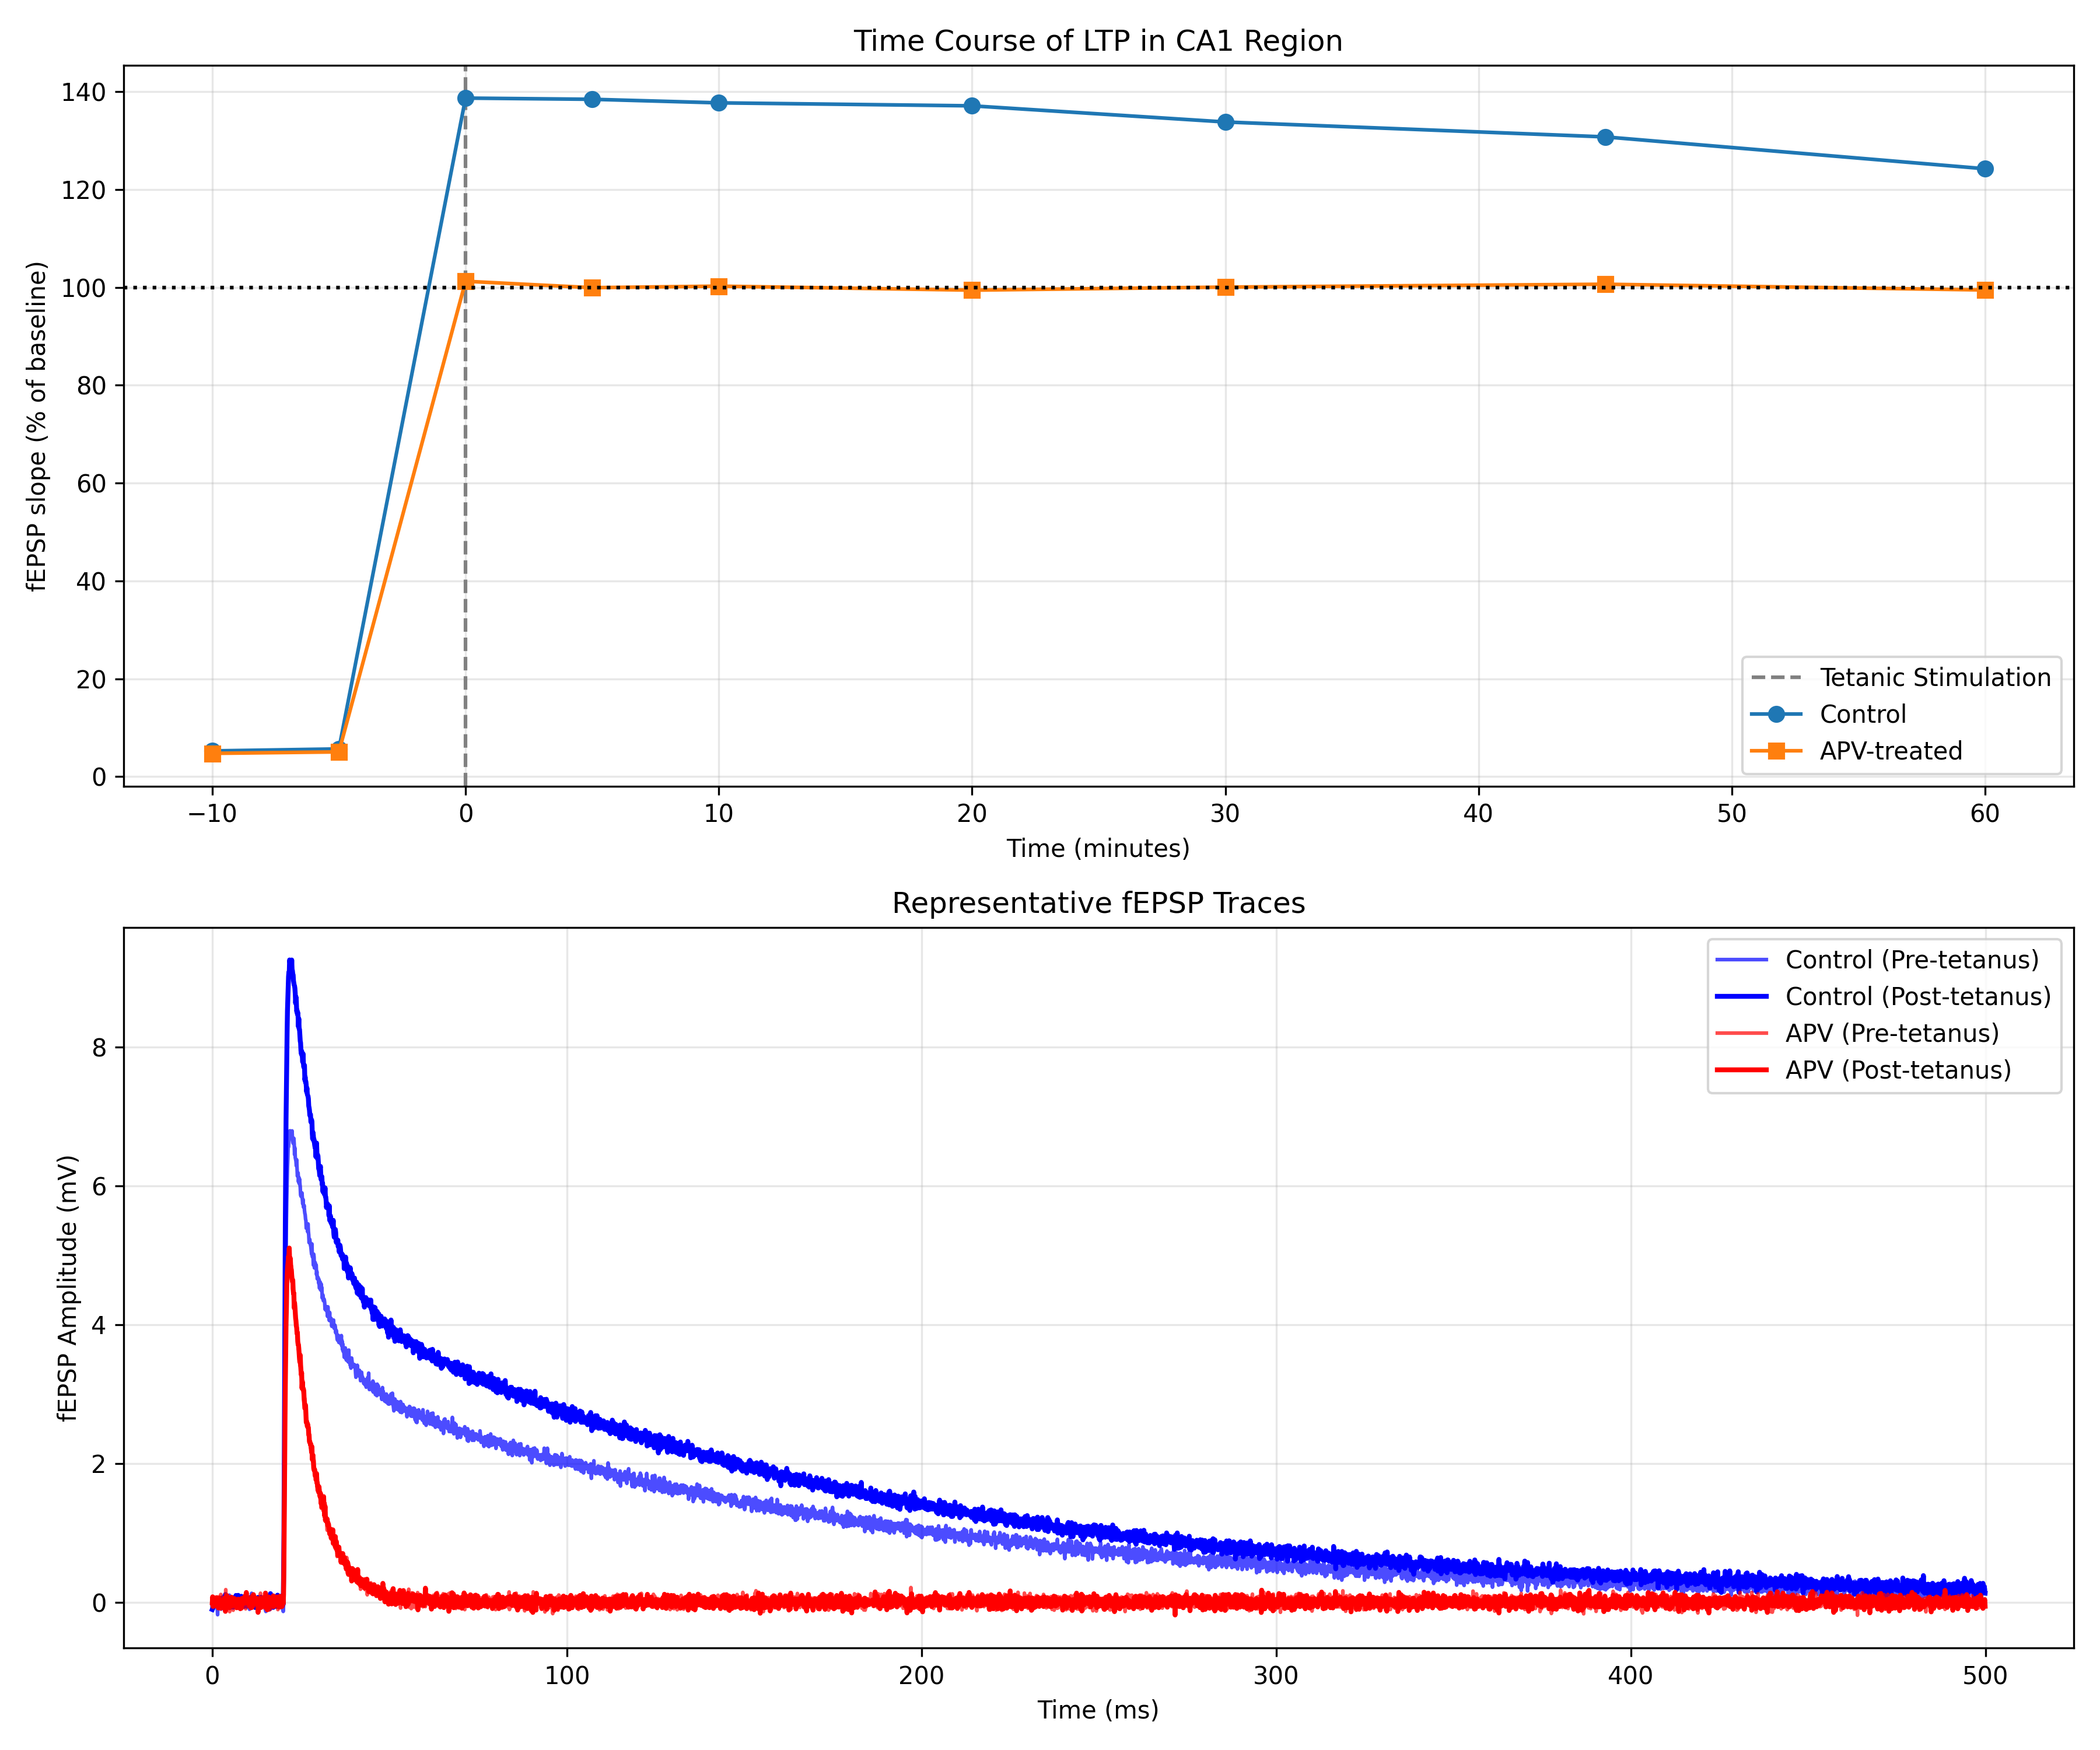 Time Course of LTP in CA1 Region
fEPSP slope (% of baseline)
140
120
100
80
60
40
20
0
Tetanic Stimulation
Control
APV-treated
−10
0
10
20
30
40
50
60
Time (minutes)
Representative fEPSP Traces
fEPSP Amplitude (mV)
8
6
4
2
0
Control (Pre-tetanus)
Control (Post-tetanus)
APV (Pre-tetanus)
APV (Post-tetanus)
0
100
200
300
400
500
Time (ms)